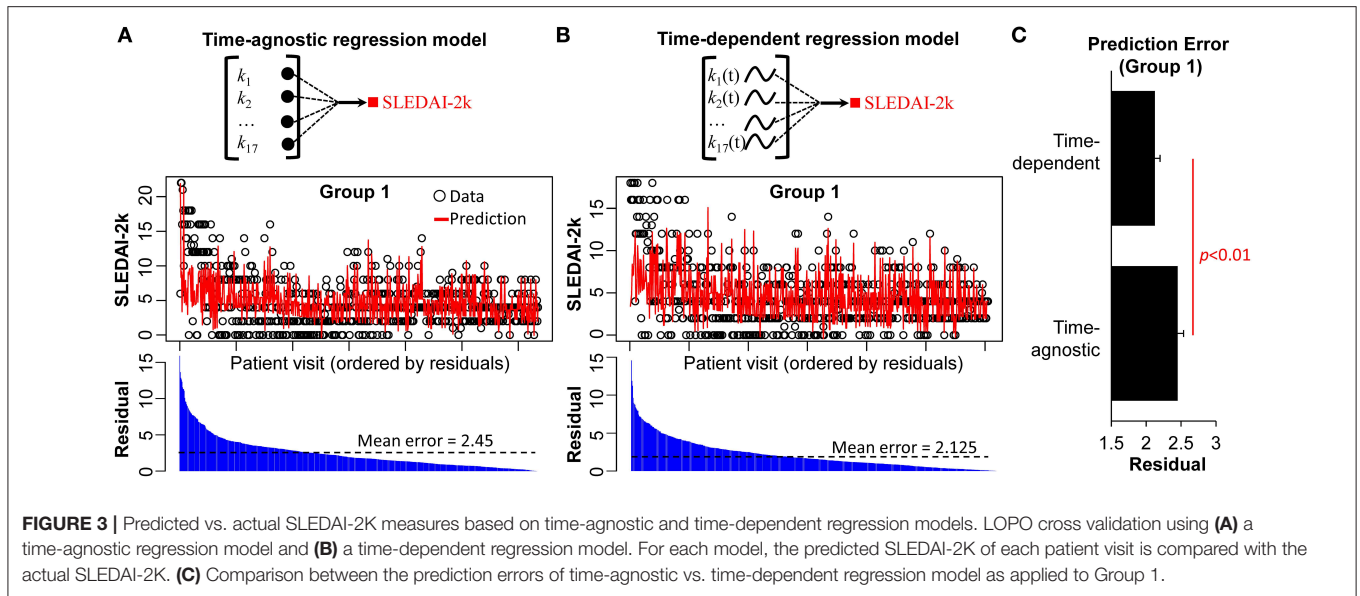 A
Time-agnostic regression model
k1
k2
...
k17
SLEDAI-2k
Group 1
Data
Prediction
SLEDAI-2k
20
15
10
5
0
Patient visit (ordered by residuals)
Residual
15
10
5
0
Mean error = 2.45
B
Time-dependent regression model
k1(t)
k2(t)
...
k17(t)
SLEDAI-2k
Group 1
SLEDAI-2k
15
10
5
0
Patient visit (ordered by residuals)
Residual
15
10
5
0
Mean error = 2.125
C
Prediction Error
(Group 1)
Time-
dependent
Time-
agnostic
p<0.01
1.5 2 2.5 3
Residual
FIGURE 3 | Predicted vs. actual SLEDAI-2K measures based on time-agnostic and time-dependent regression models. LOPO cross validation using (A) a
time-agnostic regression model and (B) a time-dependent regression model. For each model, the predicted SLEDAI-2K of each patient visit is compared with the
actual SLEDAI-2K. (C) Comparison between the prediction errors of time-agnostic vs. time-dependent regression model as applied to Group 1.